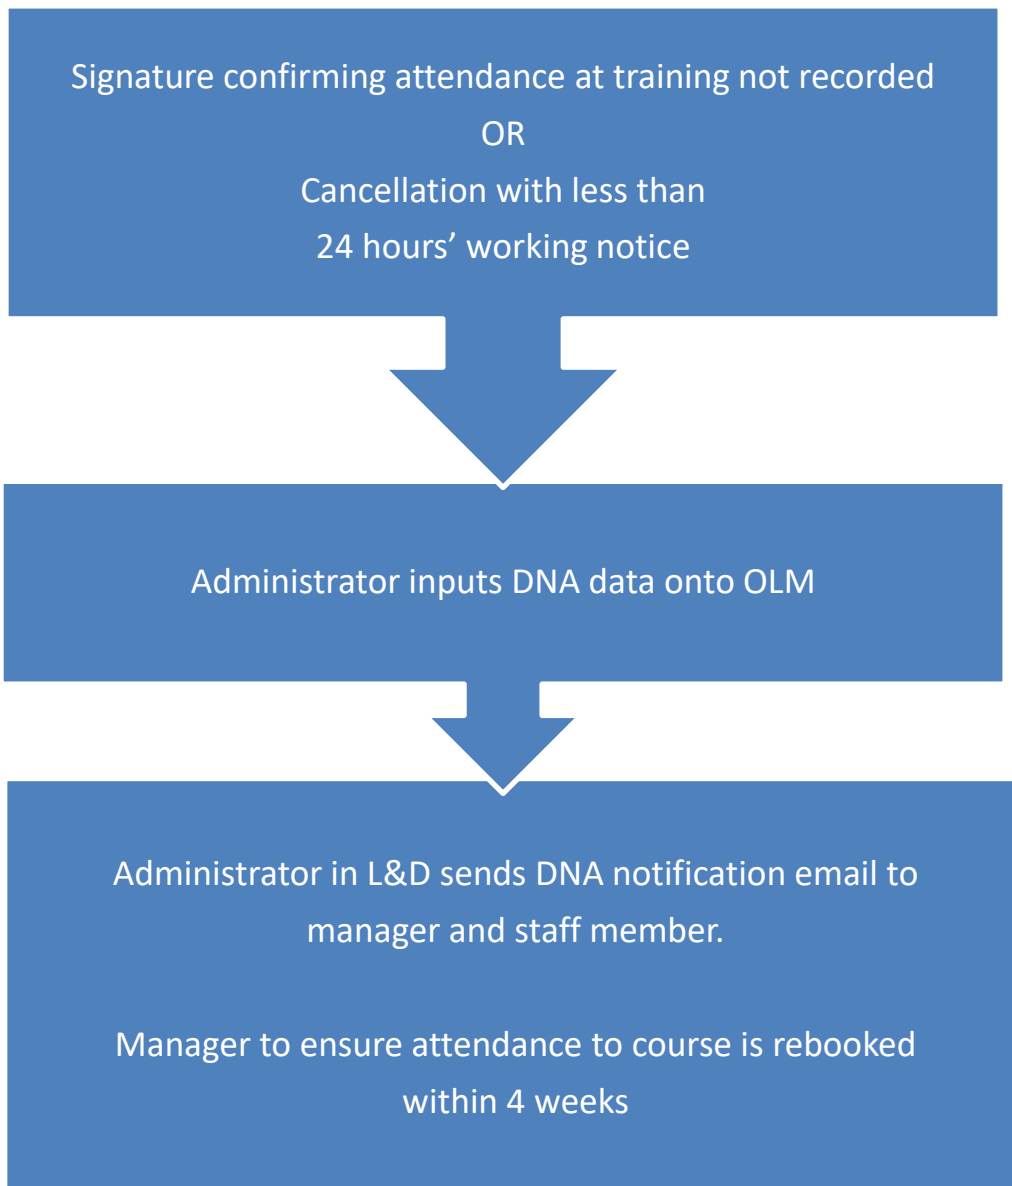 Signature confirming attendance at training not recorded
OR
Cancellation with less than
24 hours’ working notice
Administrator inputs DNA data onto OLM
Administrator in L&D sends DNA notification email to
manager and staff member.
Manager to ensure attendance to course is rebooked
within 4 weeks